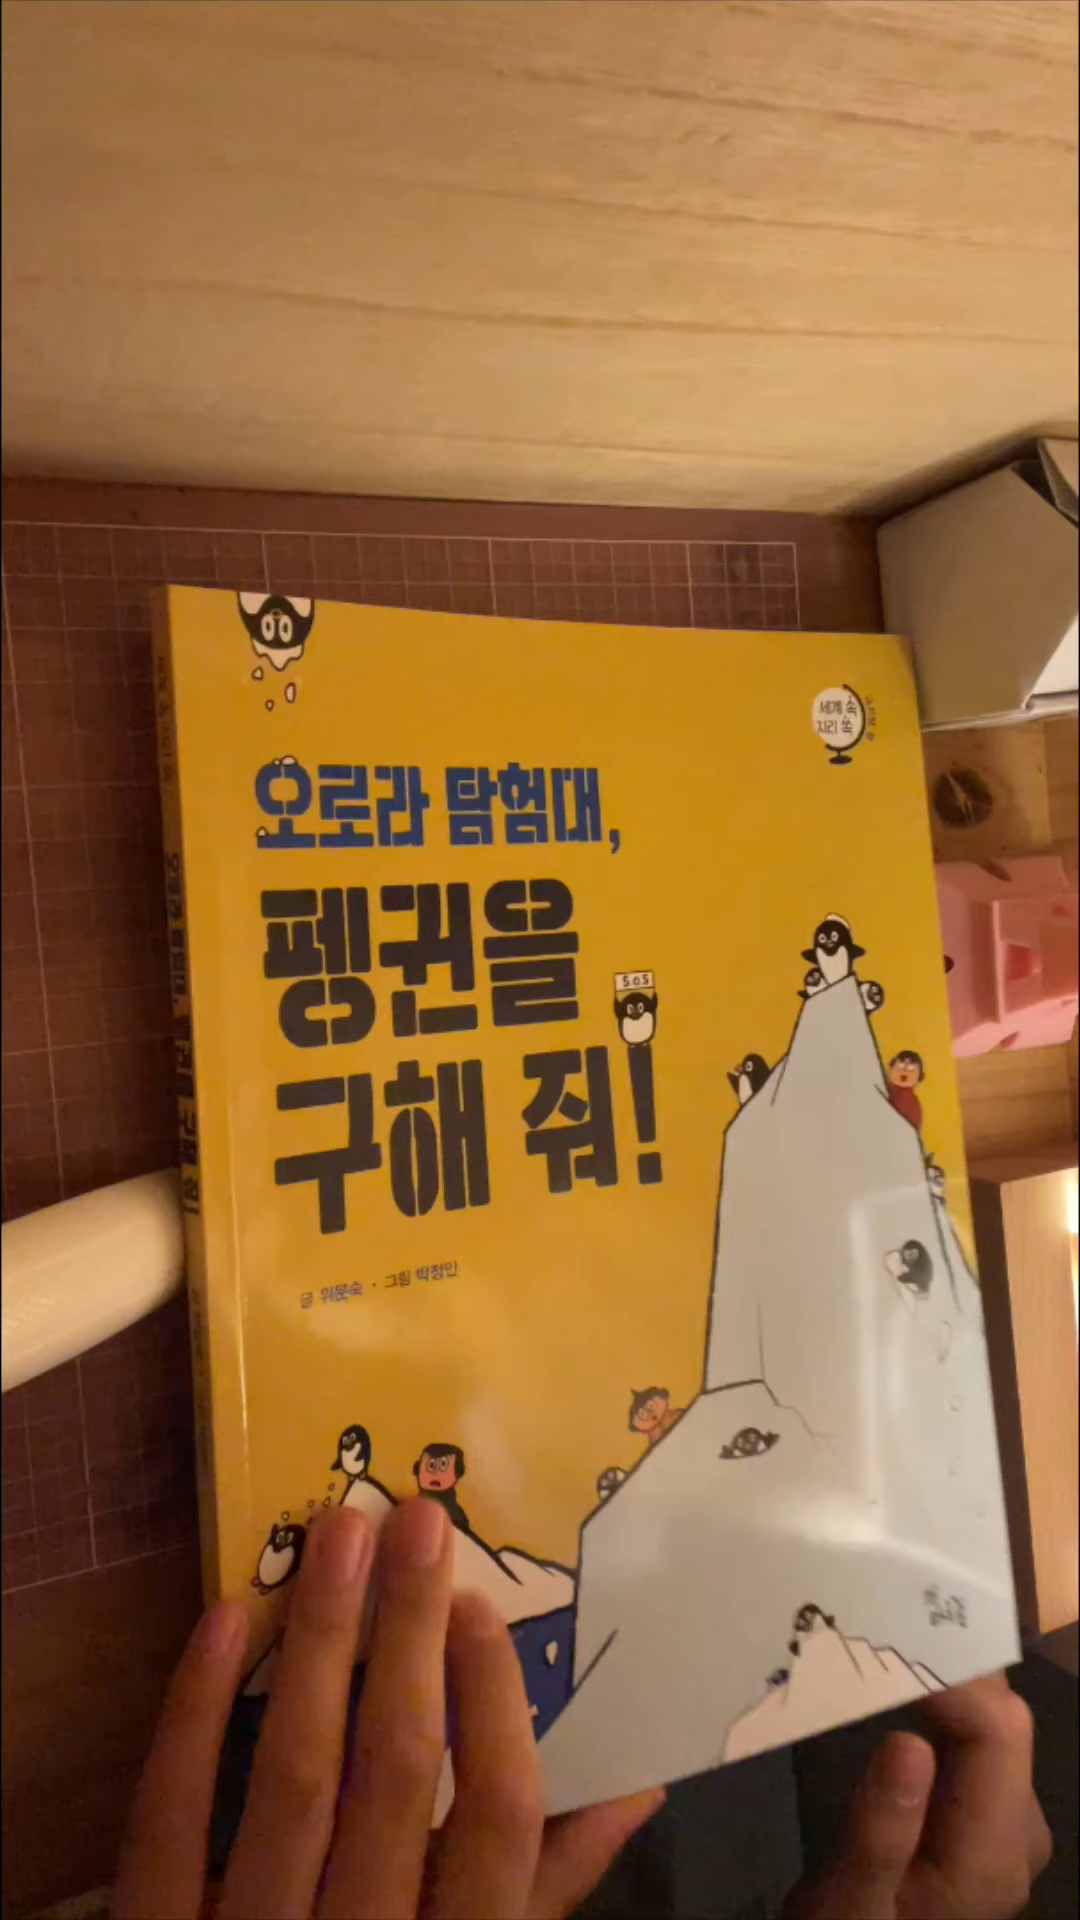 세계 속
지리 쏙
오로라 탐험대,
펭귄을
S.O.S
구해 줘!
글 위문숙 · 그림 박정인